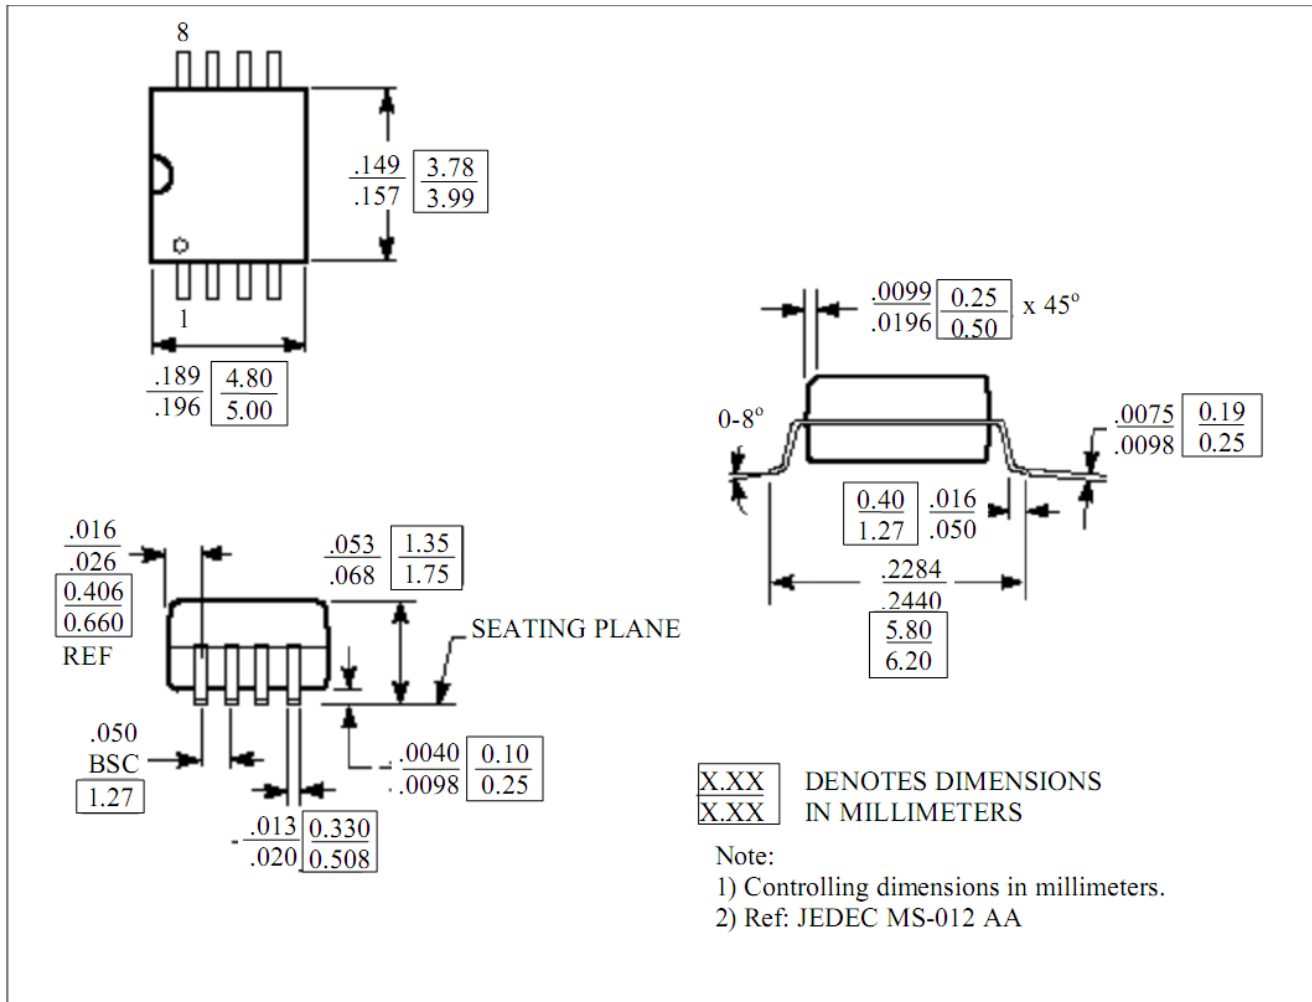 8
.149 3.78
.157 3.99
1
.189 4.80
.196 5.00
.0099 0.25 x 45º
.0196 0.50
0-8º
.0075 0.19
.0098 0.25
0.40 .016
1.27 .050
.2284
.2440
5.80
6.20
.016
.026
0.406
0.660
REF
.053 1.35
.068 1.75
SEATING PLANE
.050
BSC
1.27
.0040 0.10
.0098 0.25
.013 0.330
.020 0.508
X.XX DENOTES DIMENSIONS
X.XX IN MILLIMETERS
Note:
1) Controlling dimensions in millimeters.
2) Ref: JEDEC MS-012 AA